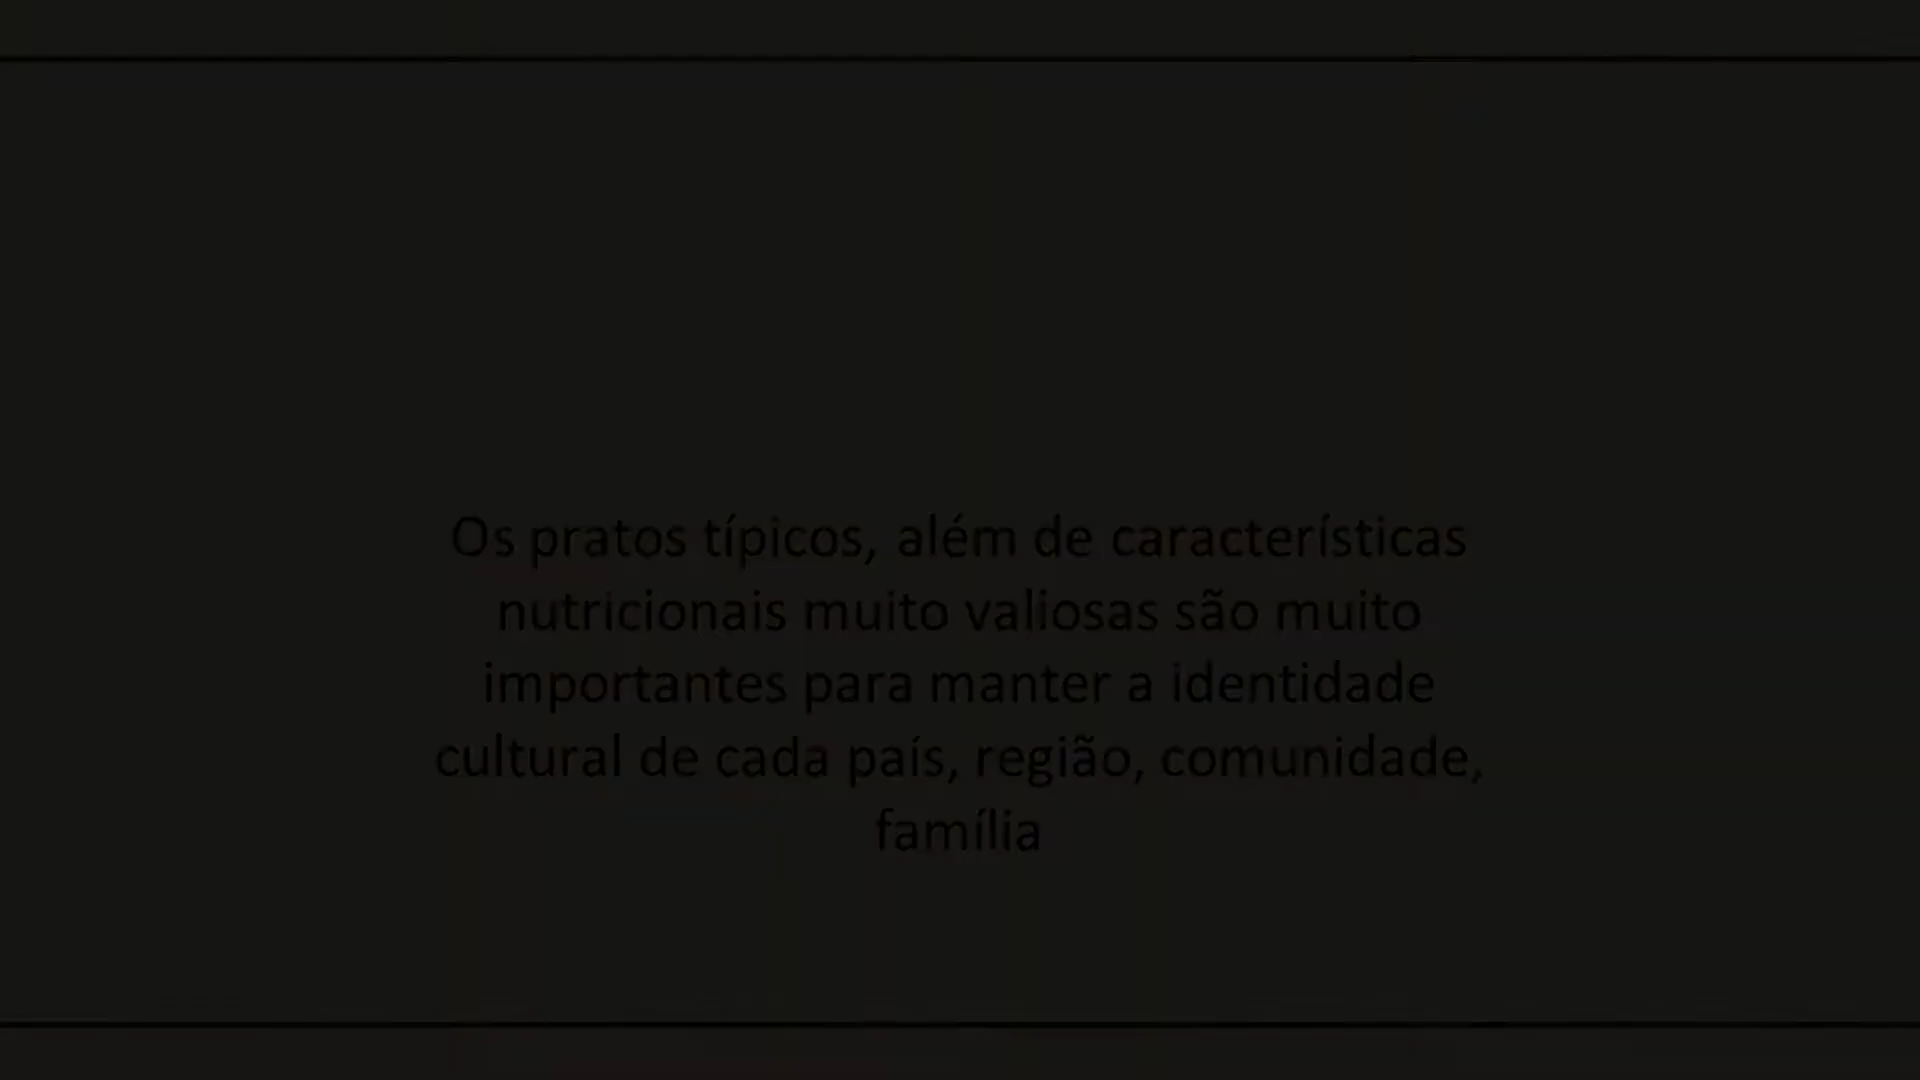 Os pratos típicos, além de características
nutricionais muito valiosas são muito
importantes para manter a identidade
cultural de cada país, região, comunidade,
família